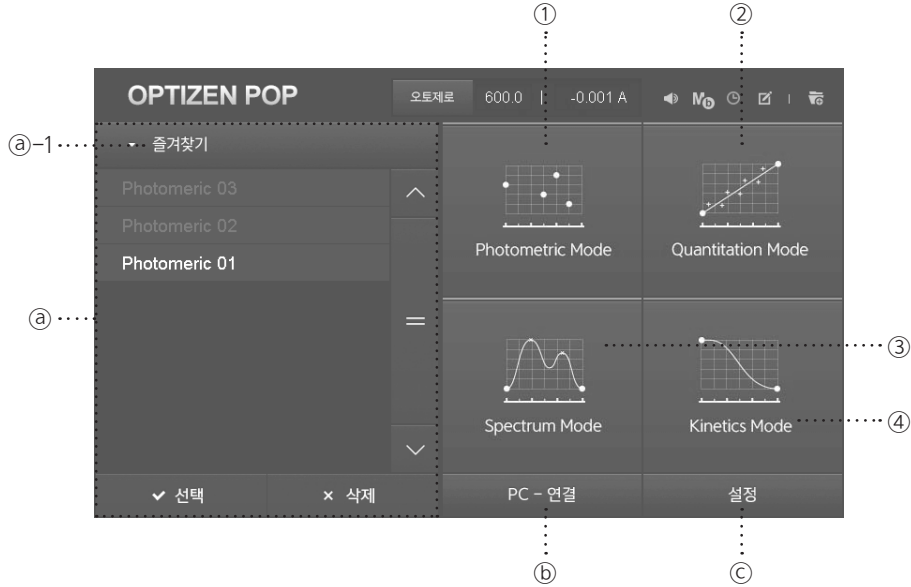 ① ②
OPTIZEN POP 오토제로 600.0 | -0.001 A
ⓐ-1 즐겨찾기
Photomeric 03
Photomeric 02
Photomeric 01
Photometric Mode Quantitation Mode
ⓐ
③
④
Spectrum Mode Kinetics Mode
선택 삭제 PC - 연결 설정
ⓑ ⓒ